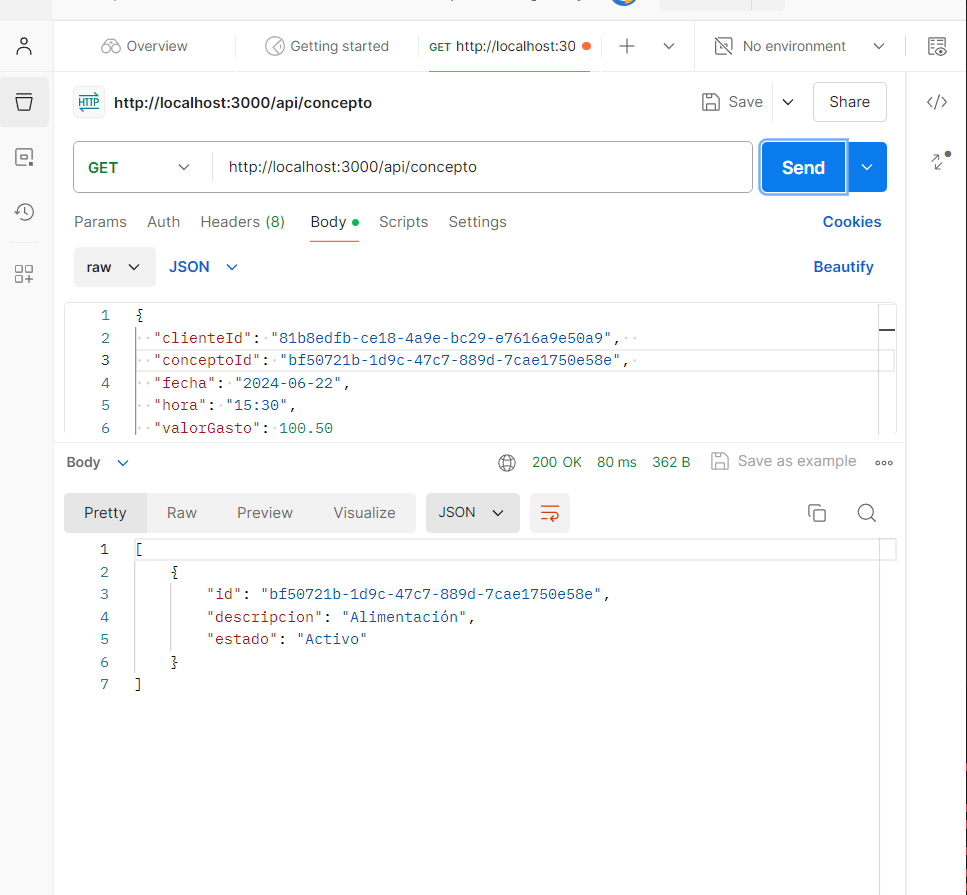 Overview
Getting started
GET http://localhost:30
No environment
HTTP
http://localhost:3000/api/concepto
Save
Share
GET
http://localhost:3000/api/concepto
Send
Params
Auth
Headers (8)
Body
Scripts
Settings
Cookies
raw
JSON
Beautify
1 {
2 "clienteId": "81b8edfb-ce18-4a9e-bc29-e7616a9e50a9",
3 "conceptoId": "bf50721b-1d9c-47c7-889d-7cae1750e58e",
4 "fecha": "2024-06-22",
5 "hora": "15:30",
6 "valorGasto": 100.50
Body
200 OK
80 ms
362 B
Save as example
Pretty
Raw
Preview
Visualize
JSON
1 [
2 {
3 "id": "bf50721b-1d9c-47c7-889d-7cae1750e58e",
4 "descripcion": "Alimentación",
5 "estado": "Activo"
6 }
7 ]